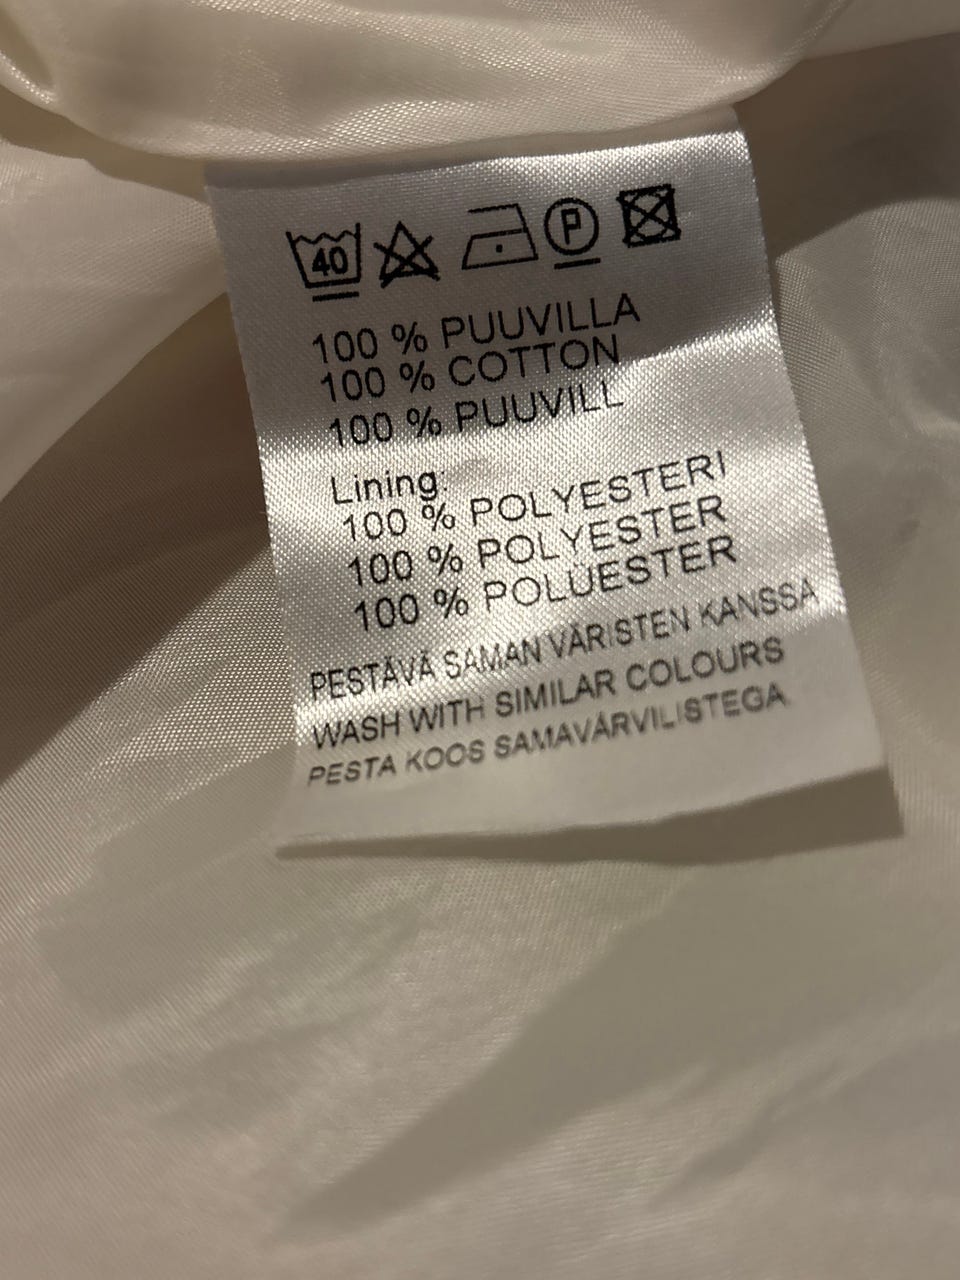 40 P
100 % PUUVILLA
100 % COTTON
100 % PUUVILL
Lining:
100 % POLYESTERI
100 % POLYESTER
100 % POLÜESTER
PESTÄVÄ SAMAN VÄRISTEN KANSSA
WASH WITH SIMILAR COLOURS
PESTA KOOS SAMAVÄRVILISTEGA